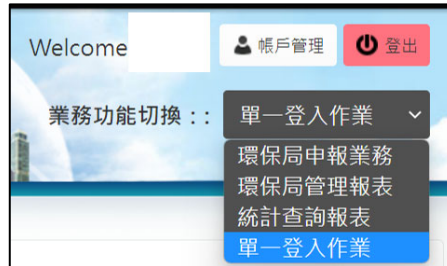 Welcome 帳戶管理 登出
業務功能切換：： 單一登入作業
環保局申報業務
環保局管理報表
統計查詢報表
單一登入作業